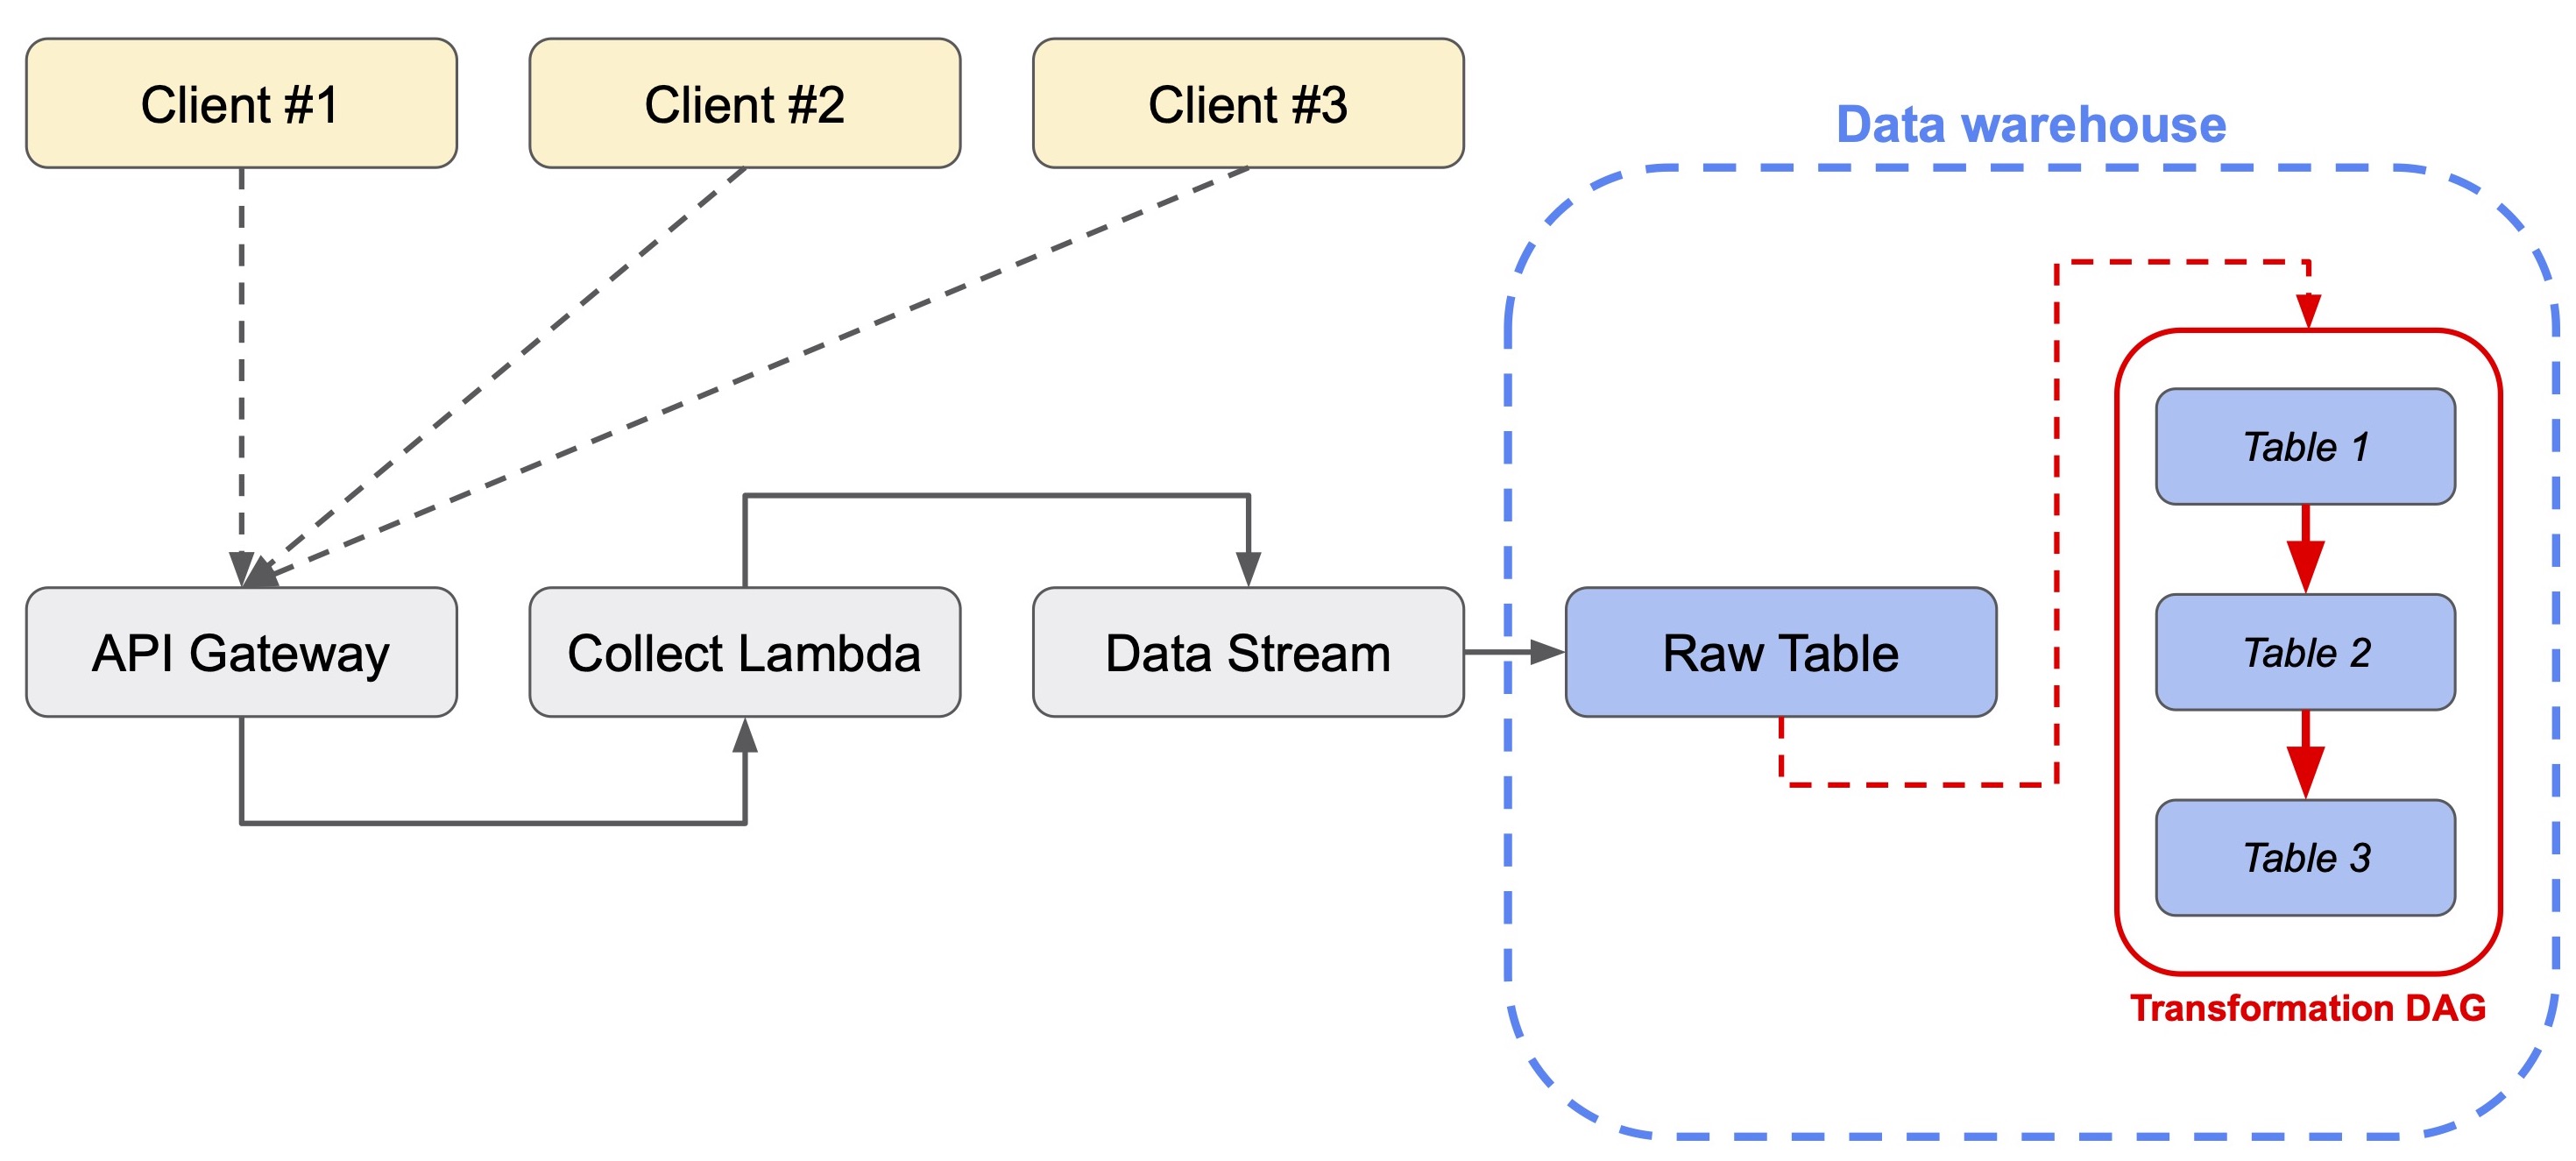 Client #1
Client #2
Client #3
Data warehouse
API Gateway
Collect Lambda
Data Stream
Raw Table
Table 1
Table 2
Table 3
Transformation DAG